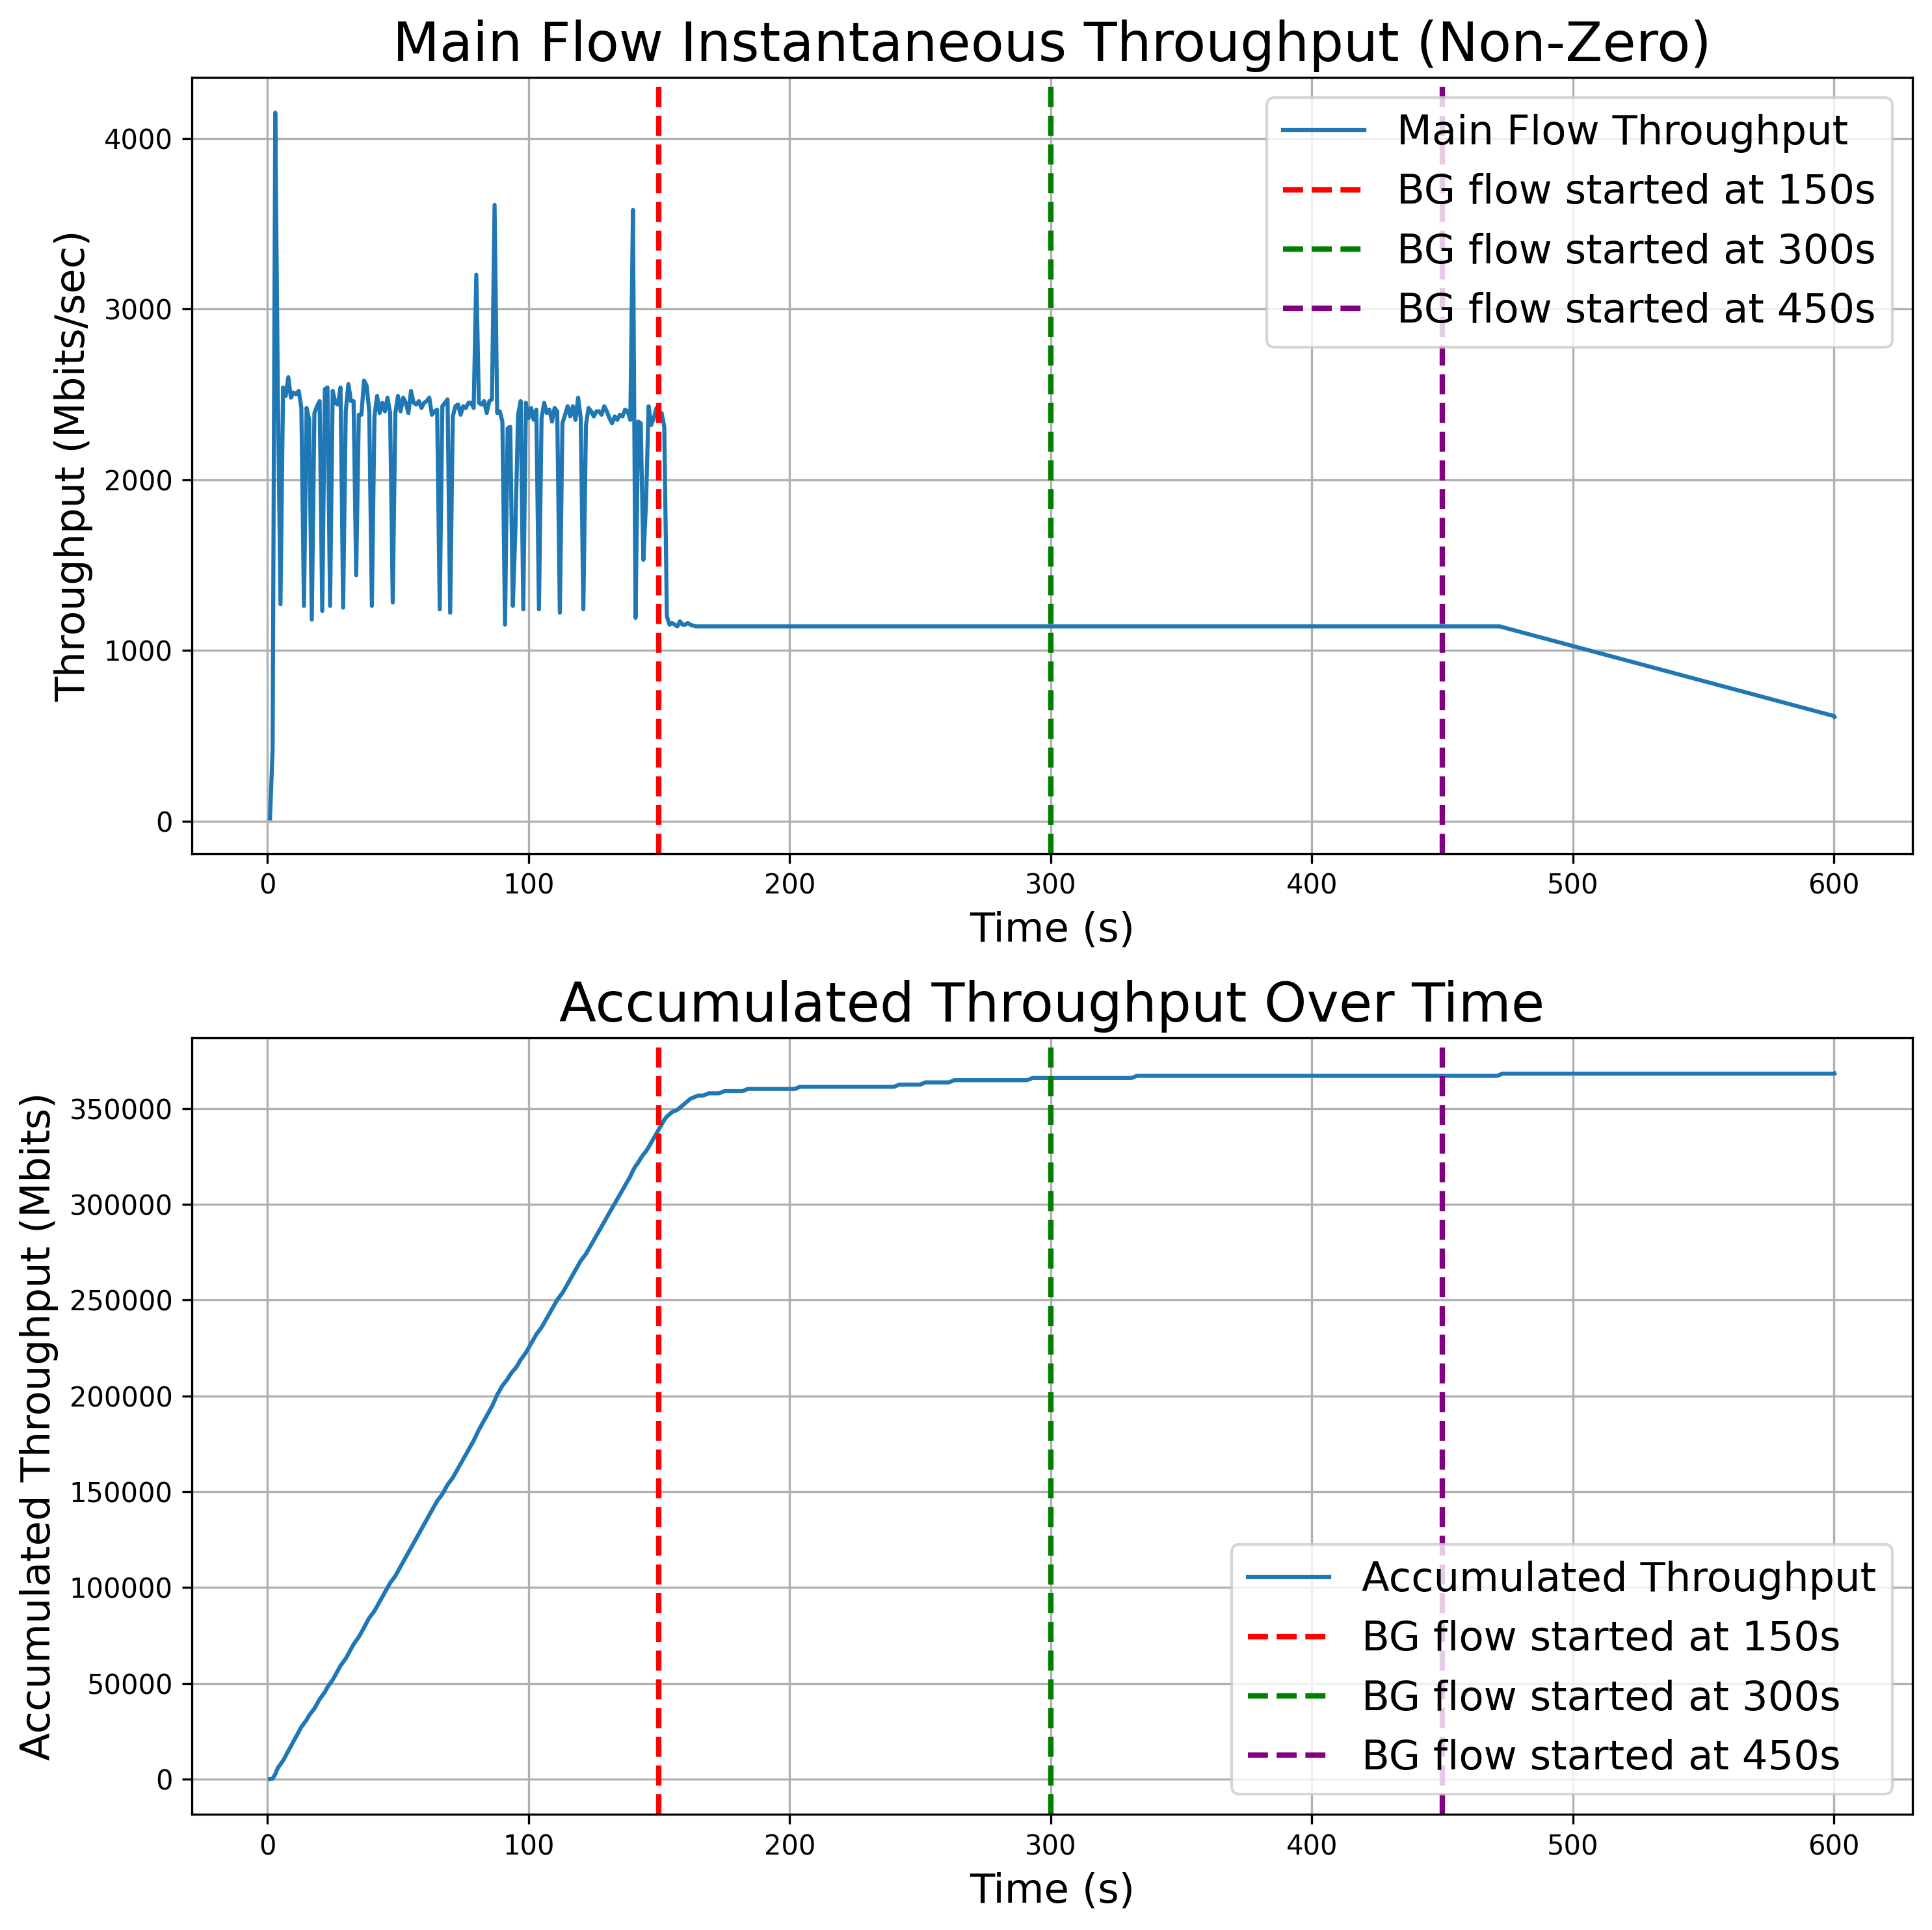 Main Flow Instantaneous Throughput (Non-Zero)
Throughput (Mbits/sec)
4000
3000
2000
1000
0
Main Flow Throughput
BG flow started at 150s
BG flow started at 300s
BG flow started at 450s
0 100 200 300 400 500 600
Time (s)
Accumulated Throughput Over Time
Accumulated Throughput (Mbits)
350000
300000
250000
200000
150000
100000
50000
0
Accumulated Throughput
BG flow started at 150s
BG flow started at 300s
BG flow started at 450s
0 100 200 300 400 500 600
Time (s)